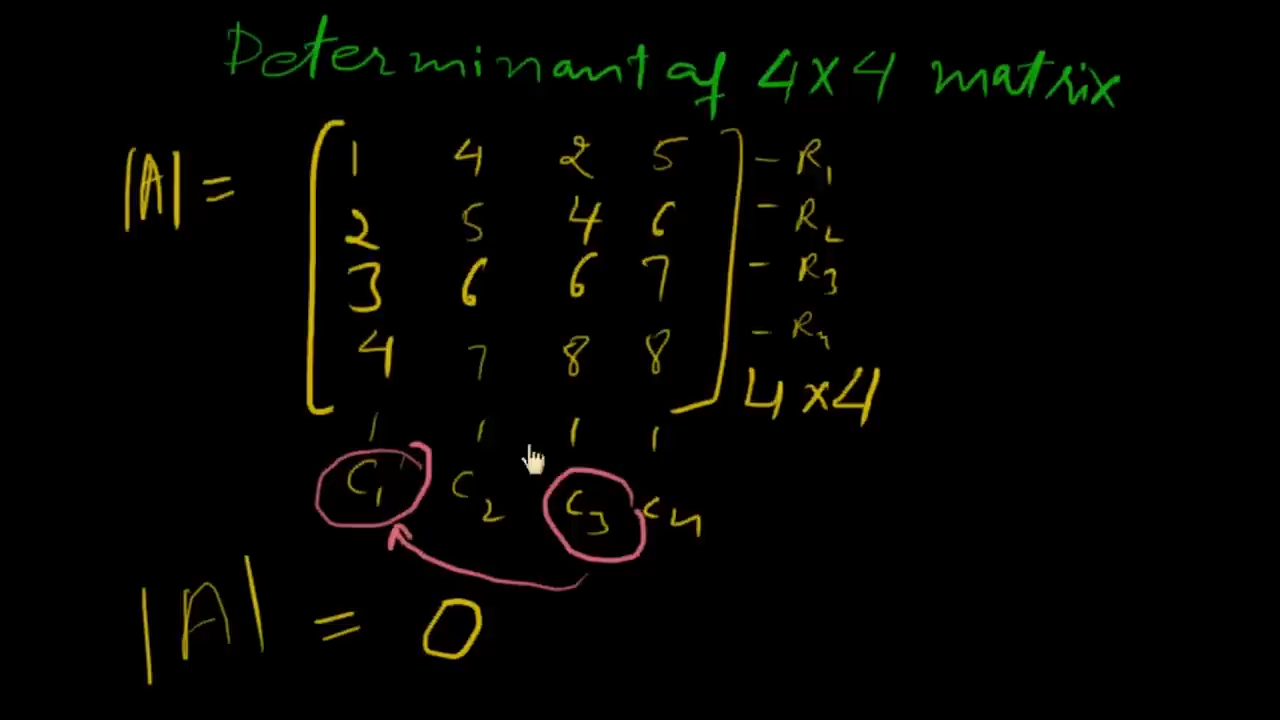 Determinant of 4x4 matrix
|A| =
1 4 2 5 - R1
2 5 4 6 - R2
3 6 6 7 - R3
4 7 8 8 - R4
4x4
C1 C2 C3 C4
|A| = 0